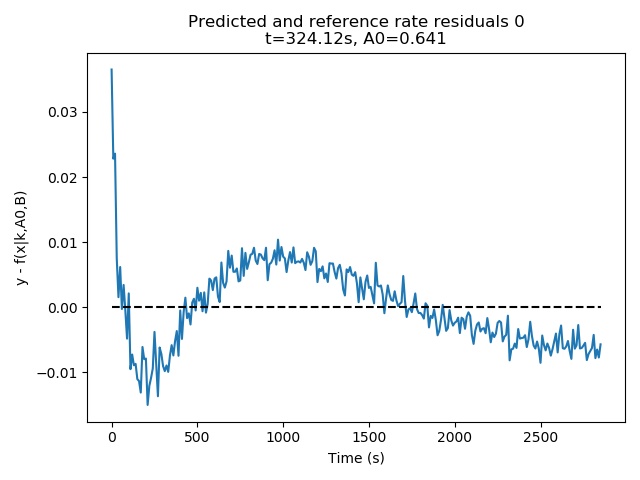 Predicted and reference rate residuals 0
t=324.12s, A0=0.641
y - f(x|k,A0,B)
0.03
0.02
0.01
0.00
−0.01
0
500
1000
1500
2000
2500
Time (s)